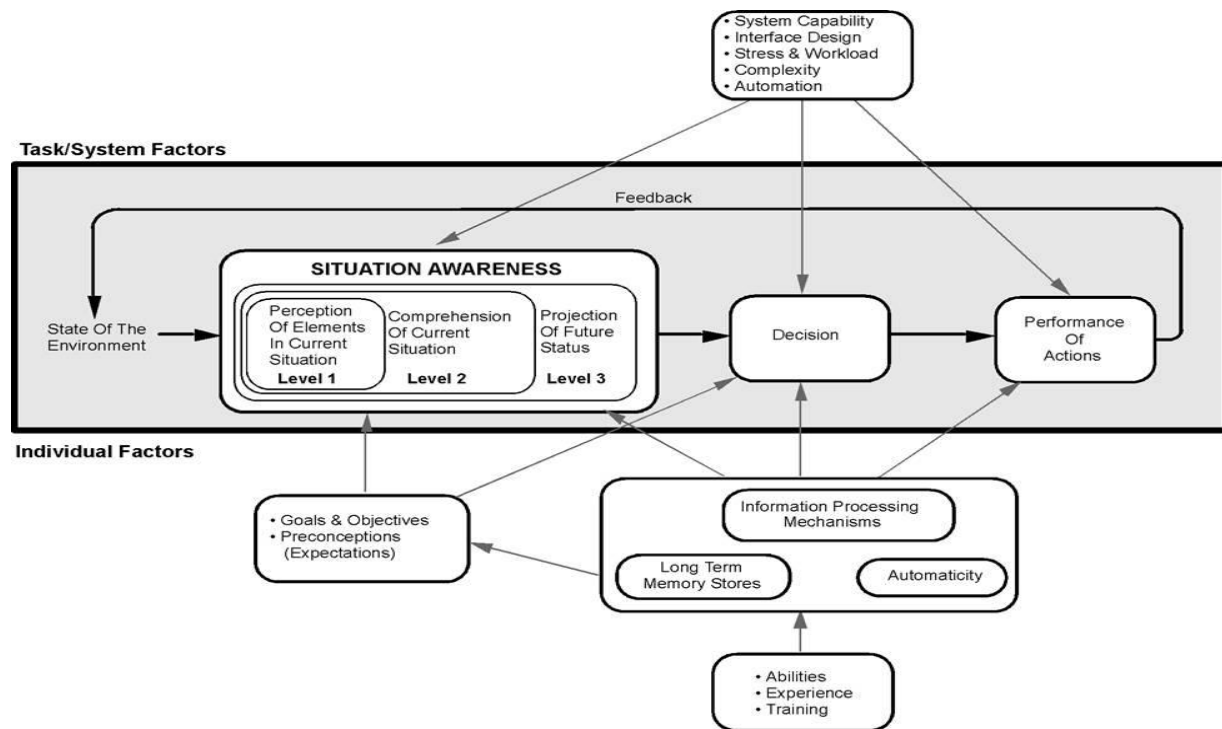 • System Capability
• Interface Design
• Stress & Workload
• Complexity
• Automation
Task/System Factors
Feedback
SITUATION AWARENESS
Perception
Of Elements
In Current
Situation
Level 1
Comprehension
Of Current
Situation
Level 2
Projection
Of Future
Status
Level 3
State Of The
Environment
Decision
Performance
Of
Actions
Individual Factors
• Goals & Objectives
• Preconceptions
(Expectations)
Information Processing
Mechanisms
Long Term
Memory Stores
Automaticity
• Abilities
• Experience
• Training